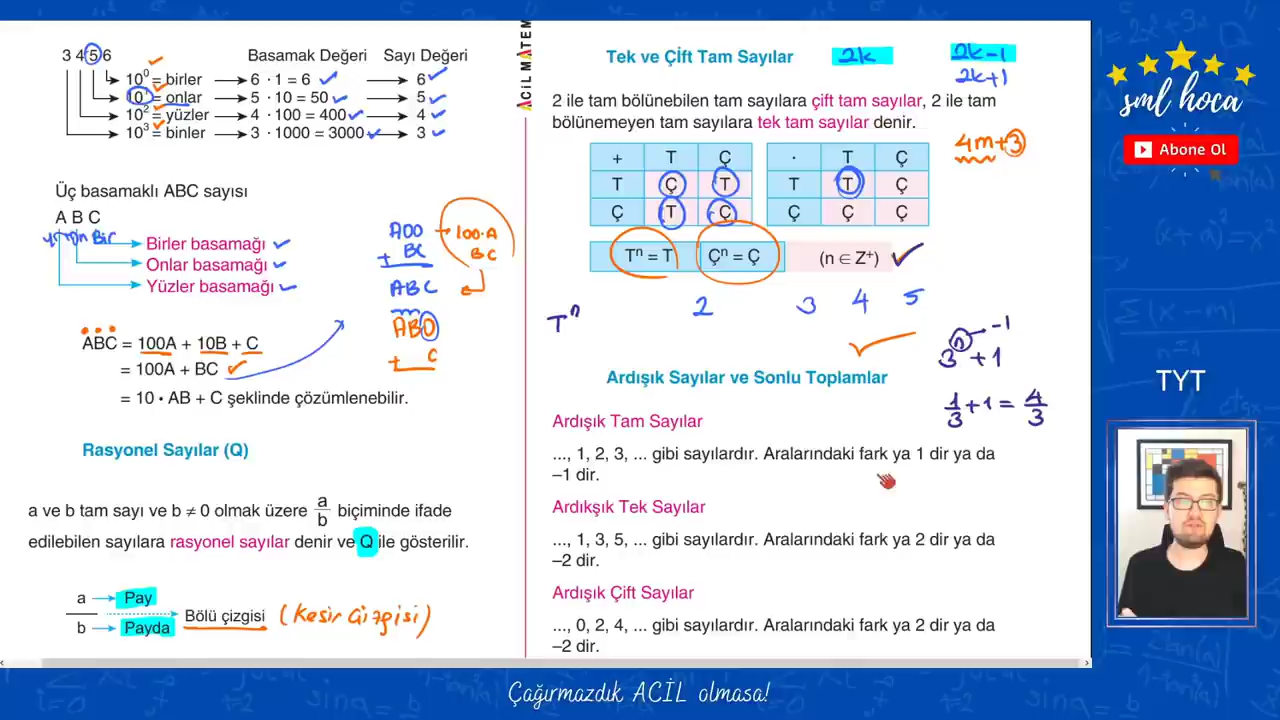 3 4 5 6
Basamak Değeri Sayı Değeri
10⁰ = birler 6 · 1 = 6 6
10¹ = onlar 5 · 10 = 50 5
10² = yüzler 4 · 100 = 400 4
10³ = binler 3 · 1000 = 3000 3
Üç basamaklı ABC sayısı
A B C
Bir
Birler basamağı
Onlar basamağı
Yüzler basamağı
A00 → 100·A
+ BC BC
ABC
AB0
+ C
ABC = 100A + 10B + C
= 100A + BC
= 10 · AB + C şeklinde çözümlenebilir.
Rasyonel Sayılar (Q)
a ve b tam sayı ve b ≠ 0 olmak üzere a/b biçiminde ifade
edilebilen sayılara rasyonel sayılar denir ve Q ile gösterilir.
a Pay
Bölü çizgisi (Kesir Çizgisi)
b Payda
ACİL MATEM
Tek ve Çift Tam Sayılar 2k 2k-1
2k+1
2 ile tam bölünebilen tam sayılara çift tam sayılar, 2 ile tam
bölünemeyen tam sayılara tek tam sayılar denir.
4m+3
+ T Ç · T Ç
T Ç T T T Ç
Ç T Ç Ç Ç Ç
Tⁿ = T Çⁿ = Ç (n ∈ Z⁺)
Tⁿ 2 3 4 5
3ⁿ + 1 -1
1/3 + 1 = 4/3
Ardışık Sayılar ve Sonlu Toplamlar
Ardışık Tam Sayılar
..., 1, 2, 3, ... gibi sayılardır. Aralarındaki fark ya 1 dir ya da
–1 dir.
Ardıkşık Tek Sayılar
..., 1, 3, 5, ... gibi sayılardır. Aralarındaki fark ya 2 dir ya da
–2 dir.
Ardışık Çift Sayılar
..., 0, 2, 4, ... gibi sayılardır. Aralarındaki fark ya 2 dir ya da
–2 dir.
sml hoca
Abone Ol
TYT
Çağırmazdık ACİL olmasa!